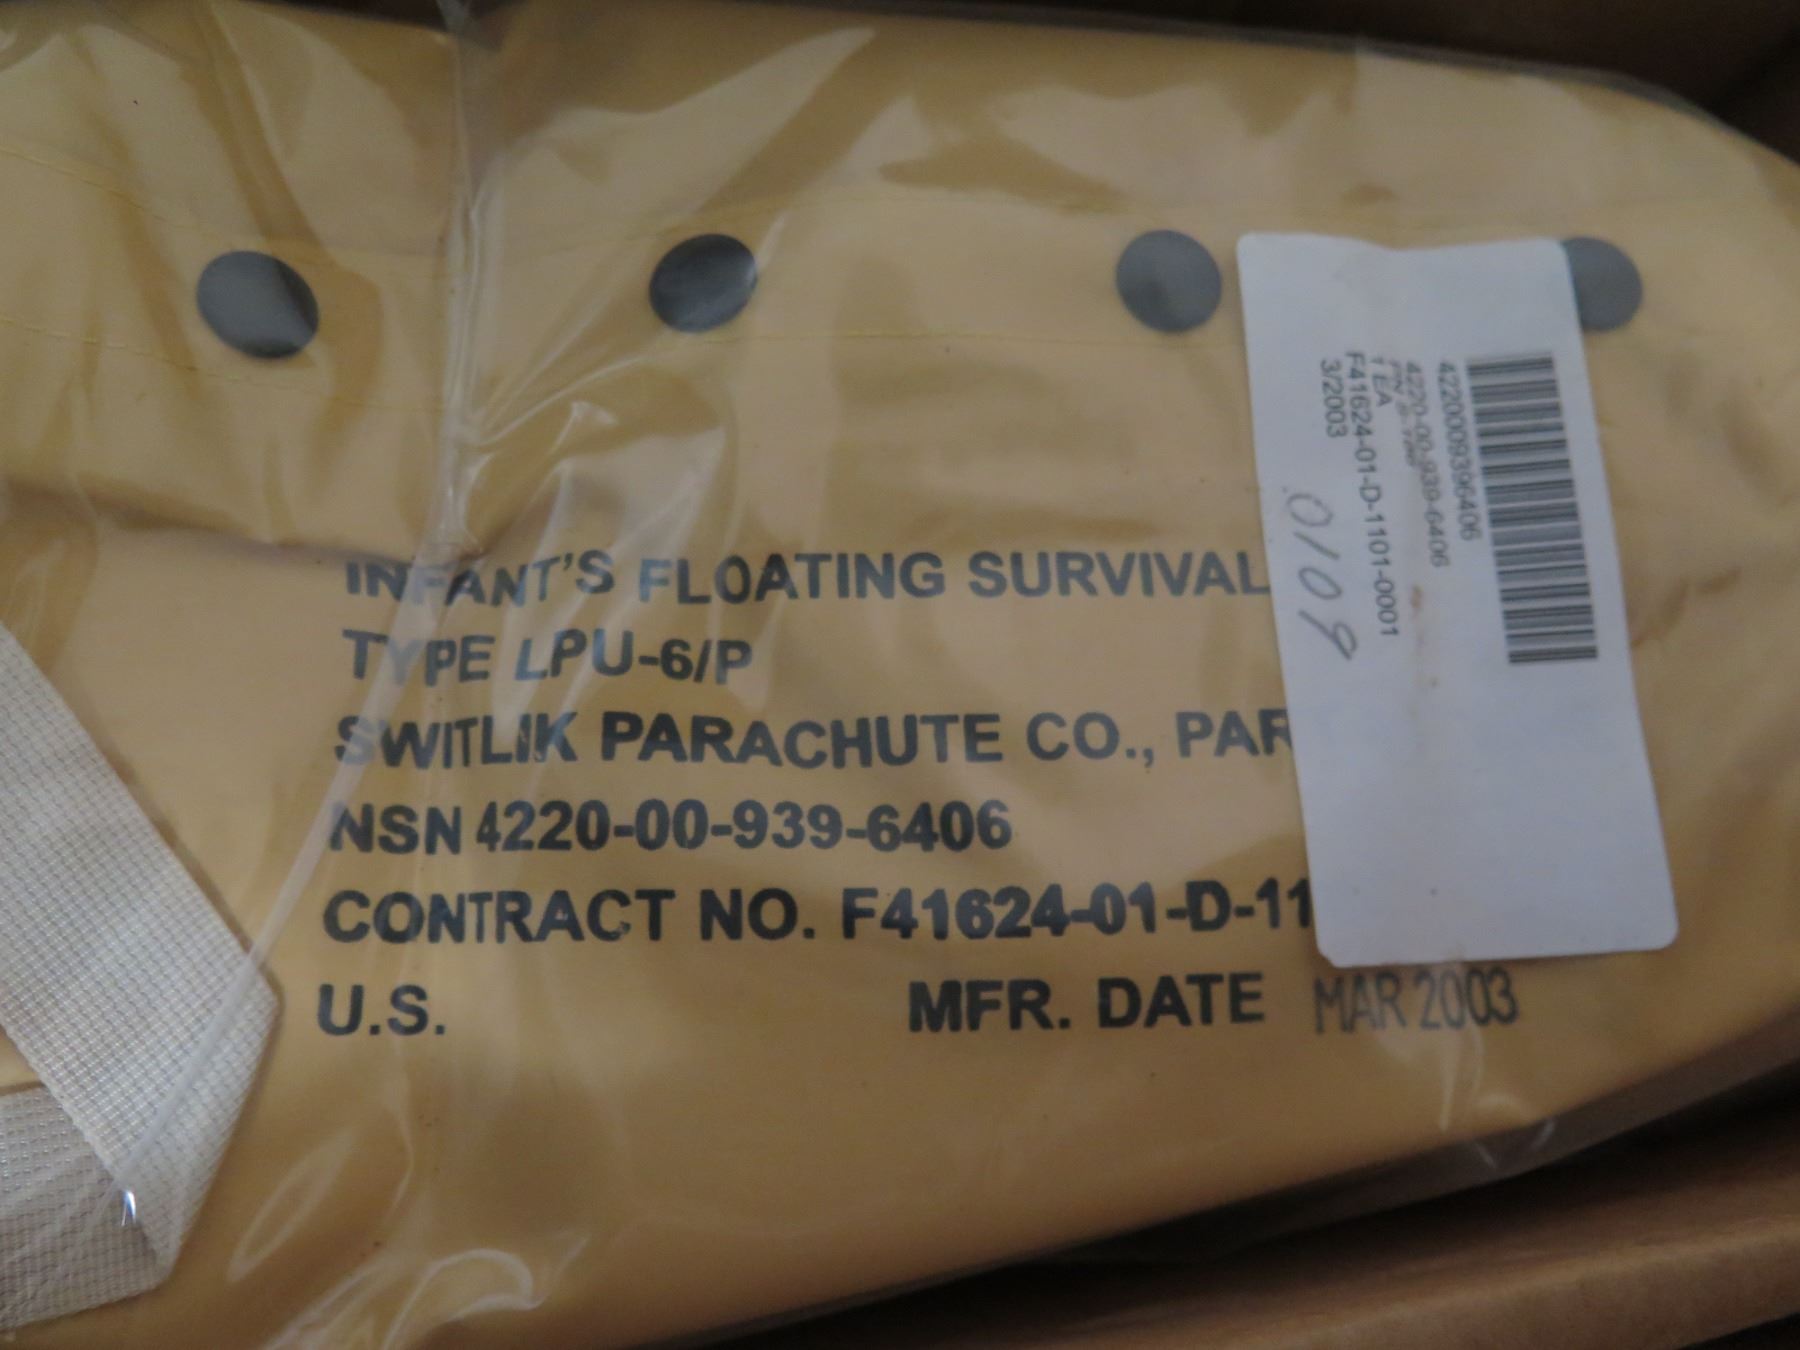 INFANT'S FLOATING SURVIVAL
TYPE LPU-6/P
SWITLIK PARACHUTE CO., PAR
NSN 4220-00-939-6406
CONTRACT NO. F41624-01-D-11
U.S. MFR. DATE MAR 2003
4220009396406
4220-00-939-6406
1 EA
F41624-01-D-1101-0001
3/2003
0109